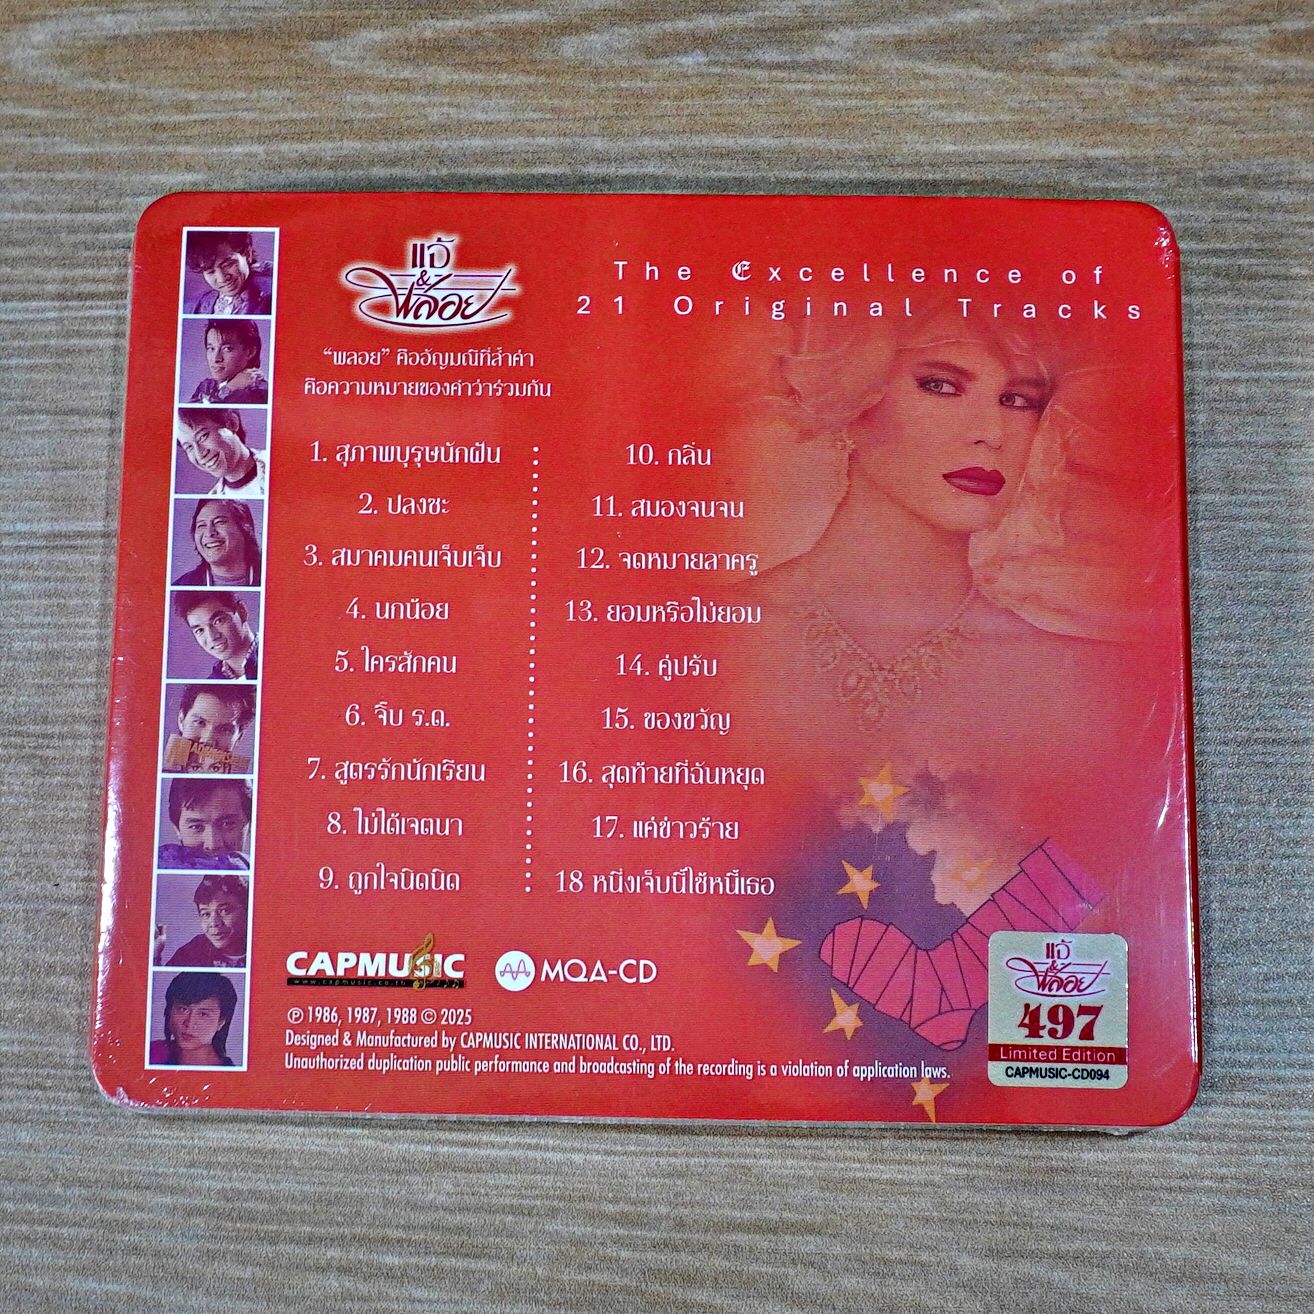 แจ้
&
พลอย
The Excellence of
21 Original Tracks
“พลอย” คืออัญมณีที่ล้ำค่า
คือความหมายของคำว่าร่วมกัน
1. สุภาพบุรุษนักฝัน
2. ปลงซะ
3. สมาคมคนเจ็บเจ็บ
4. นกน้อย
5. ใครสักคน
6. จิ๊บ ร.ด.
7. สูตรรักนักเรียน
8. ไม่ได้เจตนา
9. ถูกใจนิดนิด
10. กลิ่น
11. สมองจนจน
12. จดหมายลาครู
13. ยอมหรือไม่ยอม
14. คู่ปรับ
15. ของขวัญ
16. สุดท้ายที่ฉันหยุด
17. แค่ข่าวร้าย
18 หนึ่งเจ็บนี้ใช้หนี้เธอ
CAPMUSIC
www.capmusic.co.th
MQA-CD
℗ 1986, 1987, 1988 © 2025
Designed & Manufactured by CAPMUSIC INTERNATIONAL CO., LTD.
Unauthorized duplication public performance and broadcasting of the recording is a violation of application laws.
แจ้
&
พลอย
497
Limited Edition
CAPMUSIC-CD094